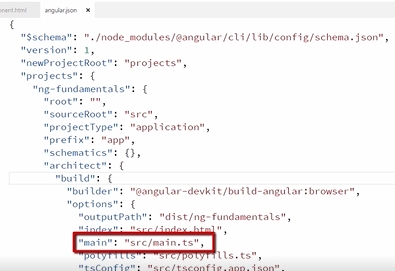 onent.html
angular.json ×
{
"$schema": "./node_modules/@angular/cli/lib/config/schema.json",
"version": 1,
"newProjectRoot": "projects",
"projects": {
"ng-fundamentals": {
"root": "",
"sourceRoot": "src",
"projectType": "application",
"prefix": "app",
"schematics": {},
"architect": {
"build": {
"builder": "@angular-devkit/build-angular:browser",
"options": {
"outputPath": "dist/ng-fundamentals",
"index": "src/index.html",
"main": "src/main.ts",
"polyfills": "src/polyfills.ts",
"tsConfig": "src/tsconfig.app.json",